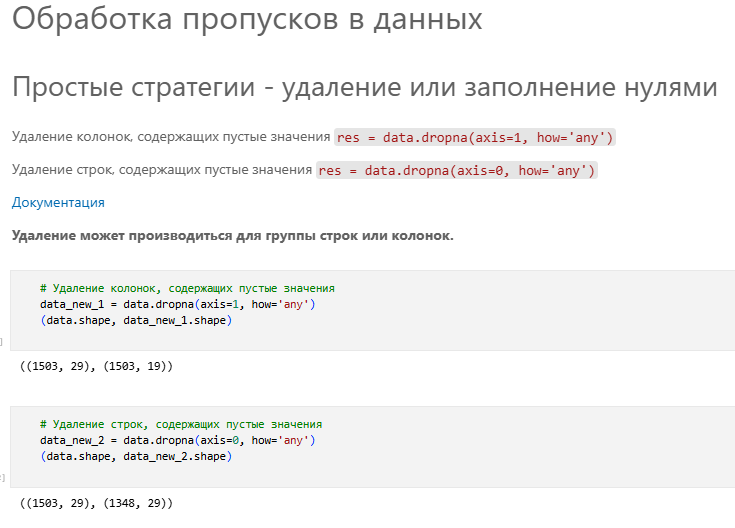 Обработка пропусков в данных
Простые стратегии - удаление или заполнение нулями
Удаление колонок, содержащих пустые значения res = data.dropna(axis=1, how='any')
Удаление строк, содержащих пустые значения res = data.dropna(axis=0, how='any')
Документация
Удаление может производиться для группы строк или колонок.
# Удаление колонок, содержащих пустые значения
data_new_1 = data.dropna(axis=1, how='any')
(data.shape, data_new_1.shape)
]
((1503, 29), (1503, 19))
# Удаление строк, содержащих пустые значения
data_new_2 = data.dropna(axis=0, how='any')
(data.shape, data_new_2.shape)
]
((1503, 29), (1348, 29))